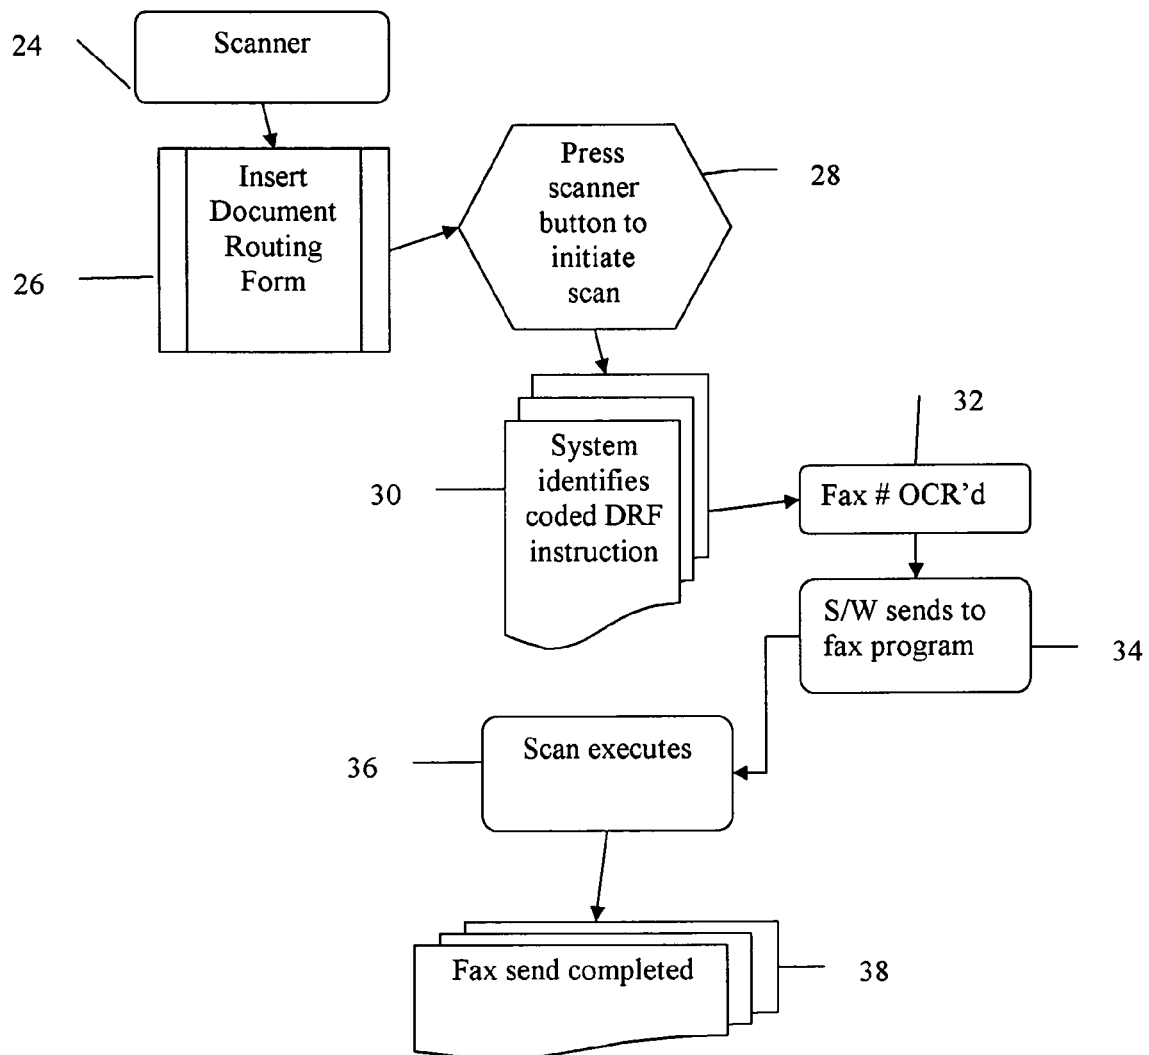 24
Scanner
Insert
Document
Routing
Form
26
Press
scanner
button to
initiate
scan
28
System
identifies
coded DRF
instruction
30
32
Fax # OCR'd
S/W sends to
fax program
34
Scan executes
36
Fax send completed
38